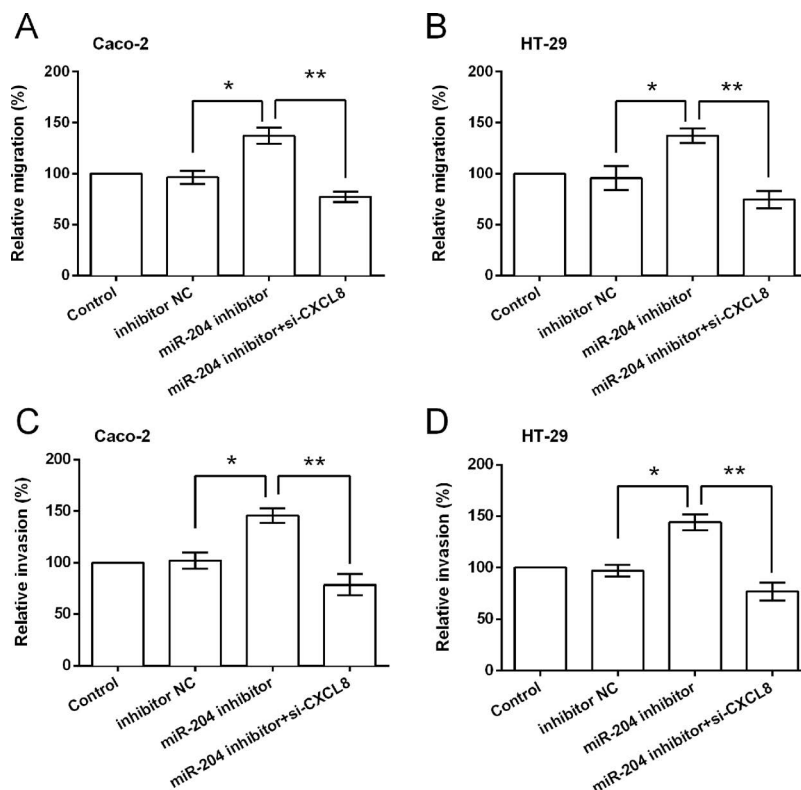 A
Caco-2
Relative migration (%)
200
150
100
50
0
*
**
Control
inhibitor NC
miR-204 inhibitor
miR-204 inhibitor+si-CXCL8
B
HT-29
Relative migration (%)
200
150
100
50
0
*
**
Control
inhibitor NC
miR-204 inhibitor
miR-204 inhibitor+si-CXCL8
C
Caco-2
Relative invasion (%)
200
150
100
50
0
*
**
Control
inhibitor NC
miR-204 inhibitor
miR-204 inhibitor+si-CXCL8
D
HT-29
Relative invasion (%)
200
150
100
50
0
*
**
Control
inhibitor NC
miR-204 inhibitor
miR-204 inhibitor+si-CXCL8